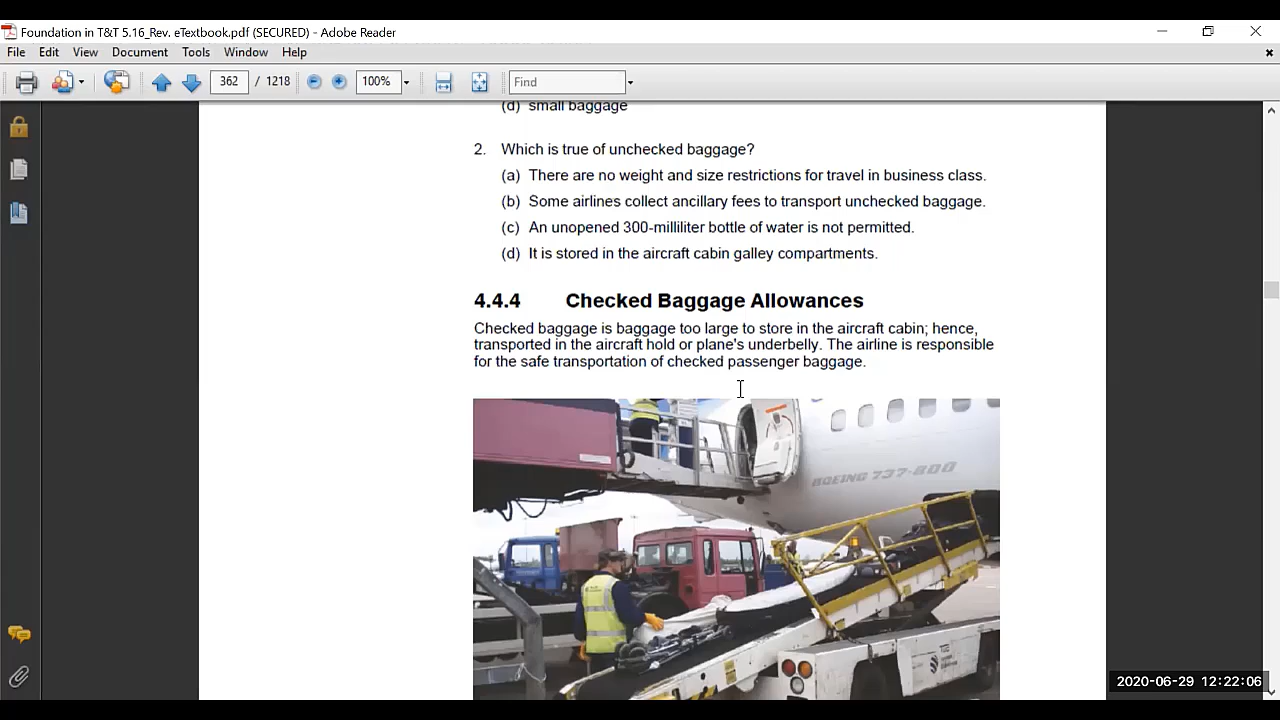 Foundation in T&T 5.16_Rev. eTextbook.pdf (SECURED) - Adobe Reader
File Edit View Document Tools Window Help
362 / 1218 100% Find
(d) small baggage
2. Which is true of unchecked baggage?
(a) There are no weight and size restrictions for travel in business class.
(b) Some airlines collect ancillary fees to transport unchecked baggage.
(c) An unopened 300-milliliter bottle of water is not permitted.
(d) It is stored in the aircraft cabin galley compartments.
4.4.4 Checked Baggage Allowances
Checked baggage is baggage too large to store in the aircraft cabin; hence,
transported in the aircraft hold or plane's underbelly. The airline is responsible
for the safe transportation of checked passenger baggage.
BOEING 737-800
2020-06-29 12:22:06